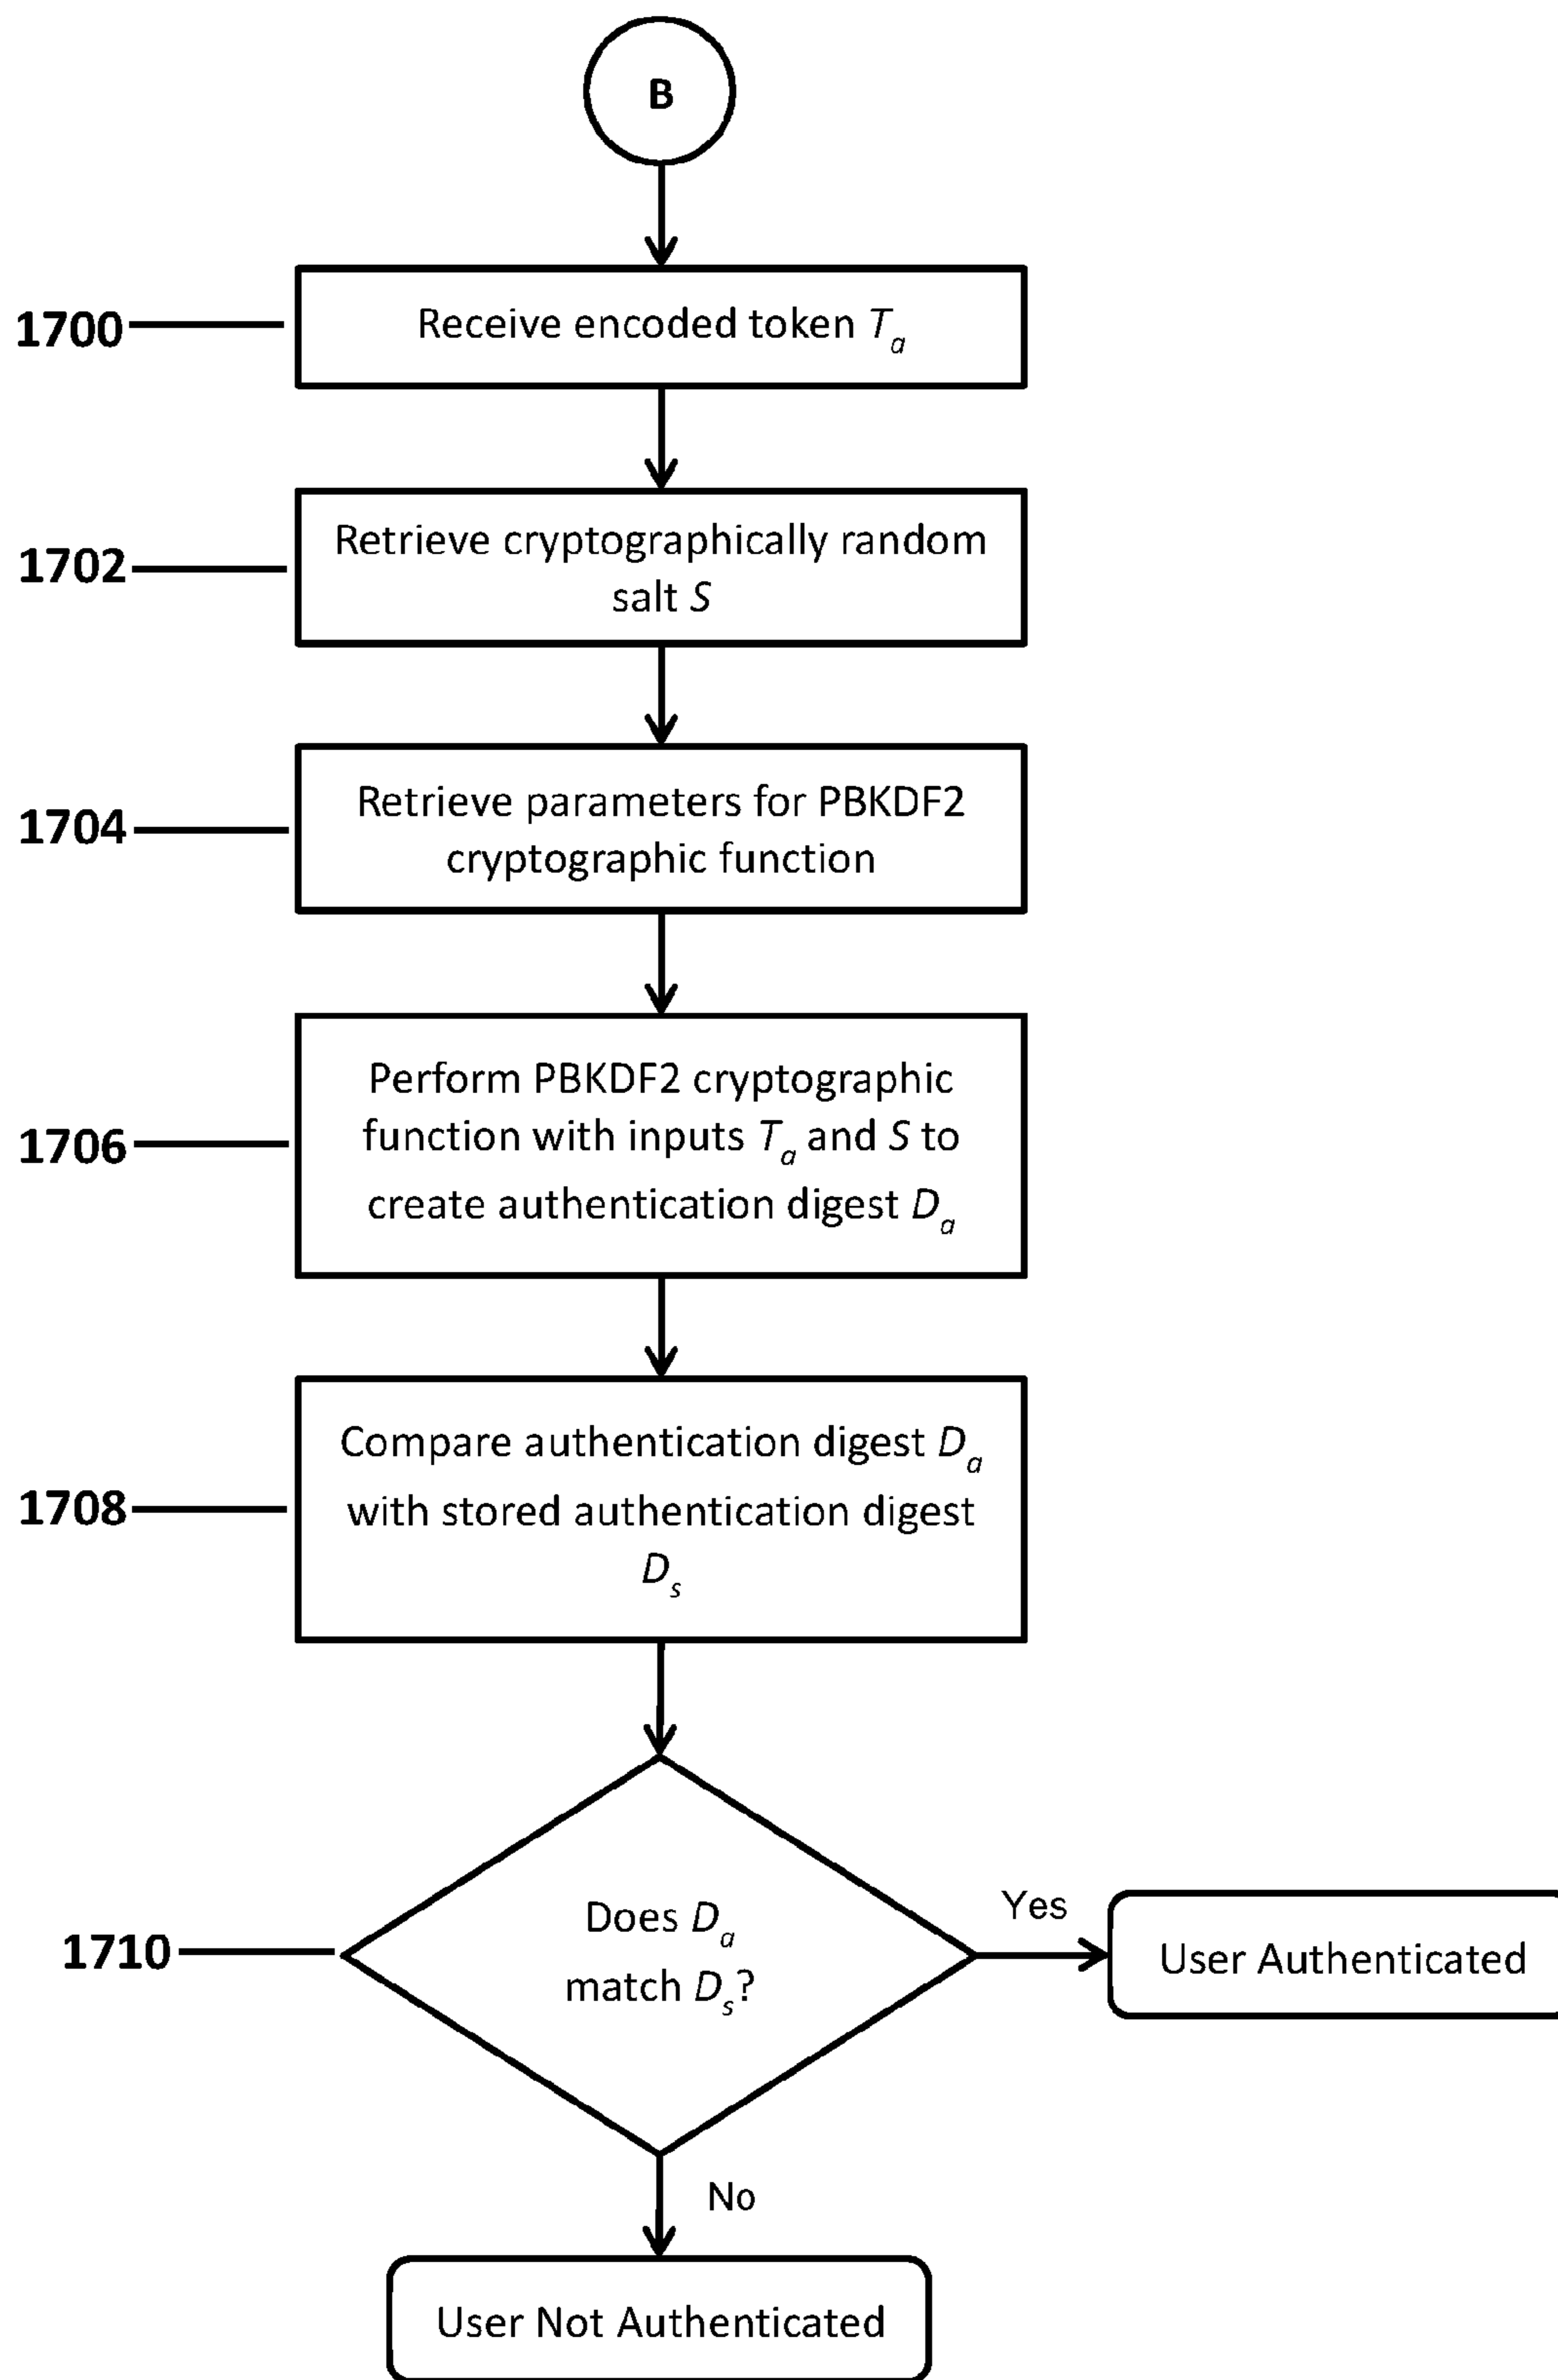 B
1700
Receive encoded token Ta
1702
Retrieve cryptographically random
salt S
1704
Retrieve parameters for PBKDF2
cryptographic function
1706
Perform PBKDF2 cryptographic
function with inputs Ta and S to
create authentication digest Da
1708
Compare authentication digest Da
with stored authentication digest
Ds
1710
Does Da
match Ds?
Yes
User Authenticated
No
User Not Authenticated